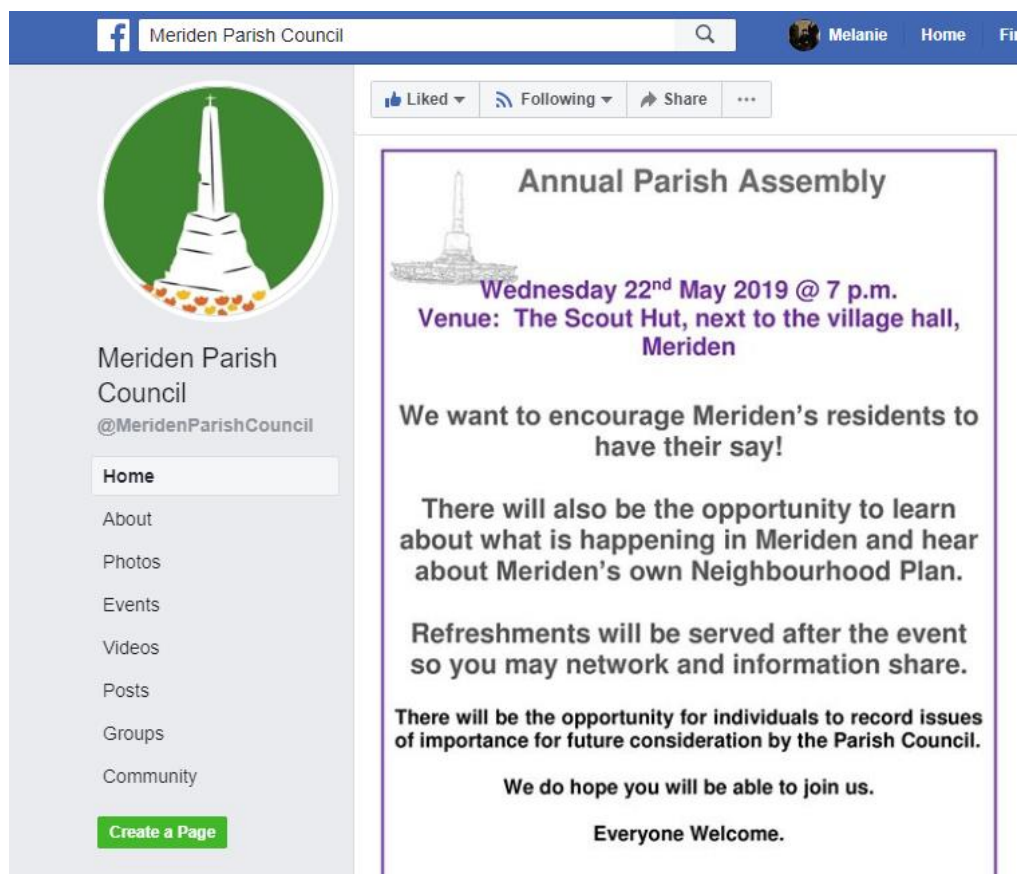 Meriden Parish Council
Melanie
Home
Liked
Following
Share
Meriden Parish
Council
@MeridenParishCouncil
Home
About
Photos
Events
Videos
Posts
Groups
Community
Create a Page
Annual Parish Assembly
Wednesday 22nd May 2019 @ 7 p.m.
Venue: The Scout Hut, next to the village hall,
Meriden
We want to encourage Meriden's residents to
have their say!
There will also be the opportunity to learn
about what is happening in Meriden and hear
about Meriden's own Neighbourhood Plan.
Refreshments will be served after the event
so you may network and information share.
There will be the opportunity for individuals to record issues
of importance for future consideration by the Parish Council.
We do hope you will be able to join us.
Everyone Welcome.